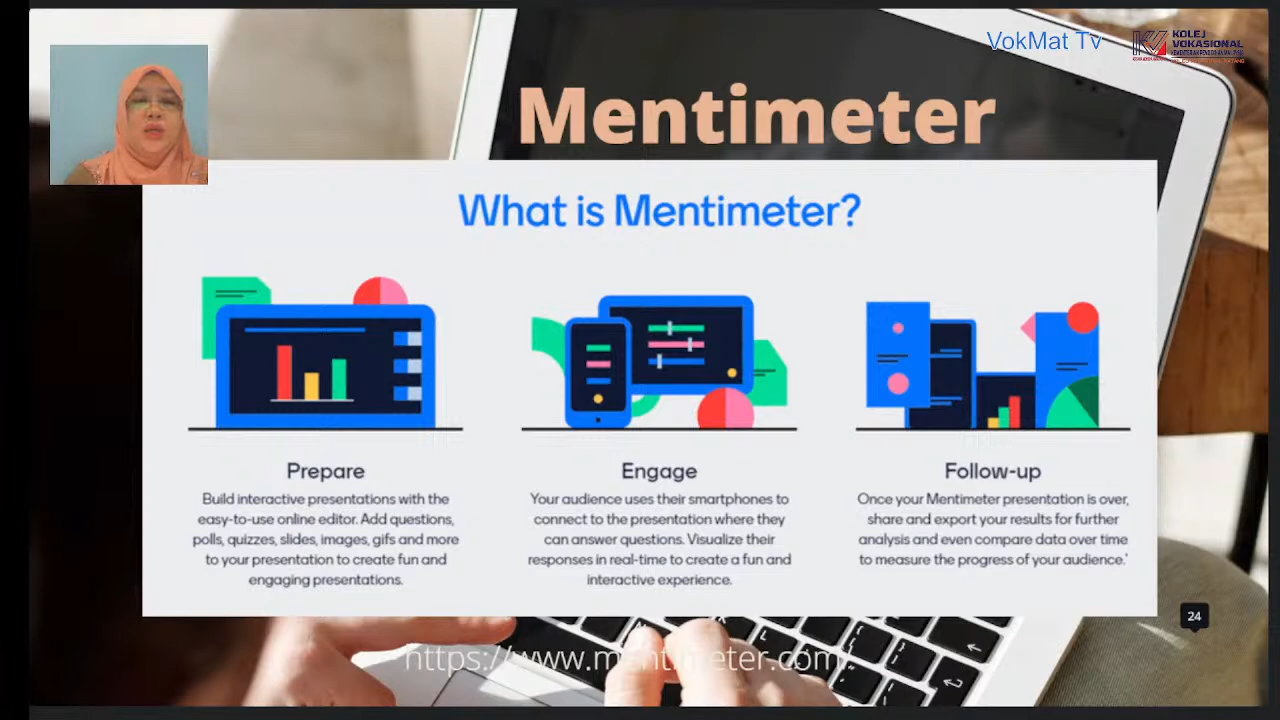 VokMat Tv
KOLEJ
VOKASIONAL
Mentimeter
What is Mentimeter?
Prepare
Build interactive presentations with the
easy-to-use online editor. Add questions,
polls, quizzes, slides, images, gifs and more
to your presentation to create fun and
engaging presentations.
Engage
Your audience uses their smartphones to
connect to the presentation where they
can answer questions. Visualize their
responses in real-time to create a fun and
interactive experience.
Follow-up
Once your Mentimeter presentation is over,
share and export your results for further
analysis and even compare data over time
to measure the progress of your audience.*
24
https://www.mentimeter.com/